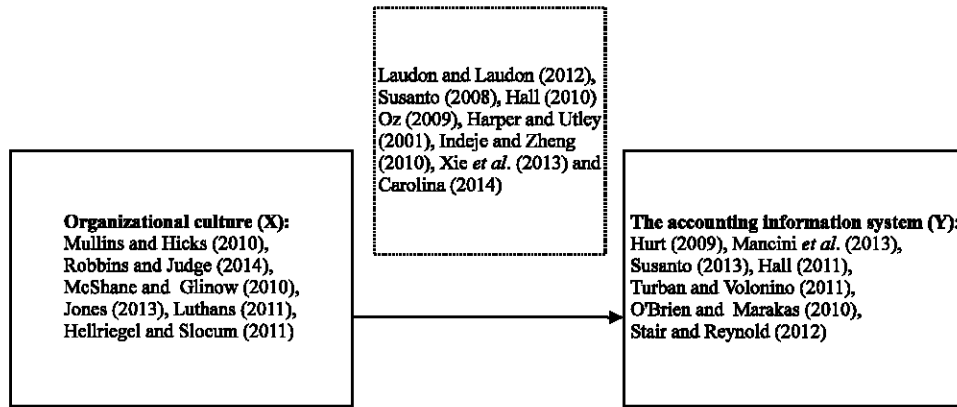 Laudon and Laudon (2012),
Susanto (2008), Hall (2010)
Oz (2009), Harper and Utley
(2001), Indeje and Zheng
(2010), Xie et al. (2013) and
Carolina (2014)
Organizational culture (X):
Mullins and Hicks (2010),
Robbins and Judge (2014),
McShane and Glinow (2010),
Jones (2013), Luthans (2011),
Hellriegel and Slocum (2011)
The accounting information system (Y):
Hurt (2009), Mancini et al. (2013),
Susanto (2013), Hall (2011),
Turban and Volonino (2011),
O'Brien and Marakas (2010),
Stair and Reynold (2012)